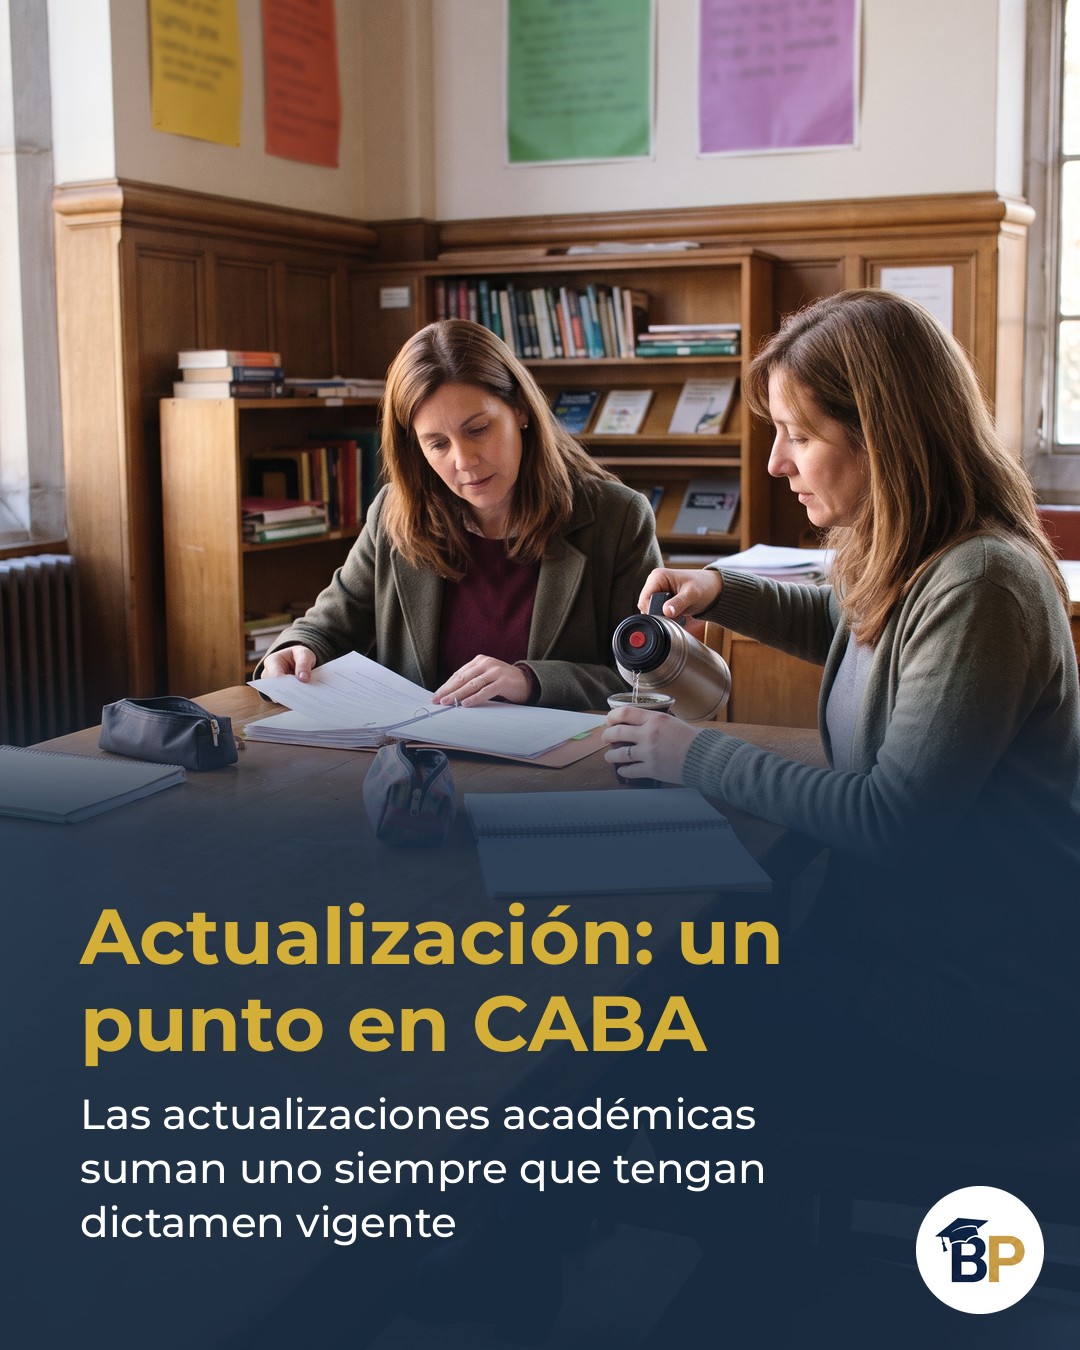 Actualización: un
punto en CABA
Las actualizaciones académicas
suman uno siempre que tengan
dictamen vigente
BP